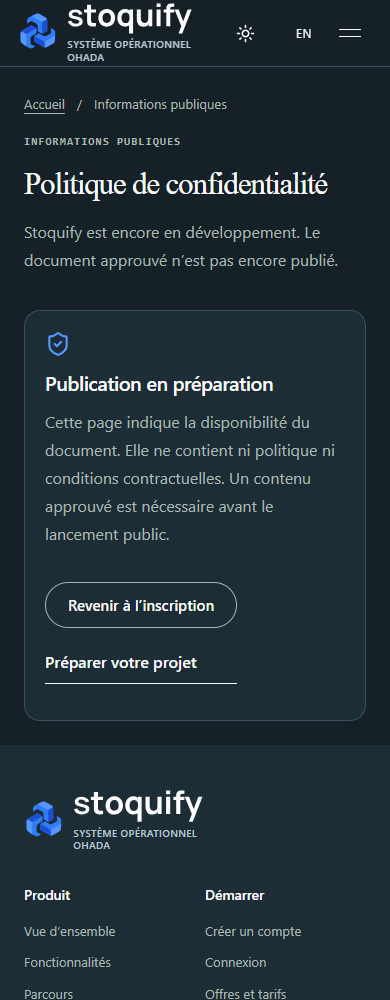 stoquify
SYSTÈME OPÉRATIONNEL
OHADA
EN
Accueil / Informations publiques
INFORMATIONS PUBLIQUES
Politique de confidentialité
Stoquify est encore en développement. Le
document approuvé n’est pas encore publié.
Publication en préparation
Cette page indique la disponibilité du
document. Elle ne contient ni politique ni
conditions contractuelles. Un contenu
approuvé est nécessaire avant le
lancement public.
Revenir à l’inscription
Préparer votre projet
stoquify
SYSTÈME OPÉRATIONNEL
OHADA
Produit
Démarrer
Vue d’ensemble
Créer un compte
Fonctionnalités
Connexion
Parcours
Offres et tarifs